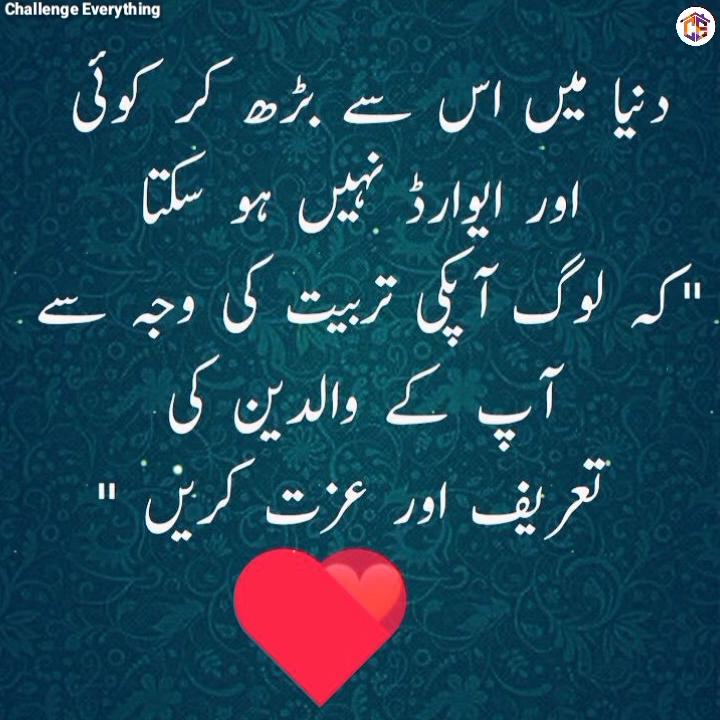 Challenge Everything
دنیا میں اس سے بڑھ کر کوئی
اور ایوارڈ نہیں ہو سکتا
"کہ لوگ آپکی تربیت کی وجہ سے
آپ کے والدین کی
تعریف اور عزت کریں "